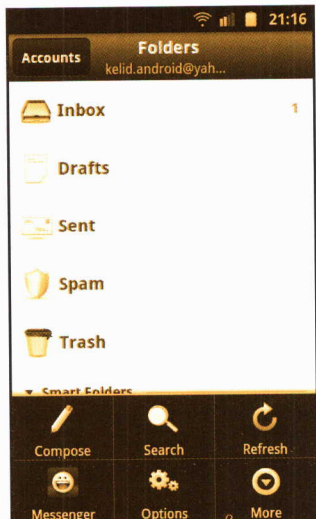 21:16
Accounts
Folders
kelid.android@yah...
Inbox 1
Drafts
Sent
Spam
Trash
Smart Folders
Compose Search Refresh
Messenger Options More